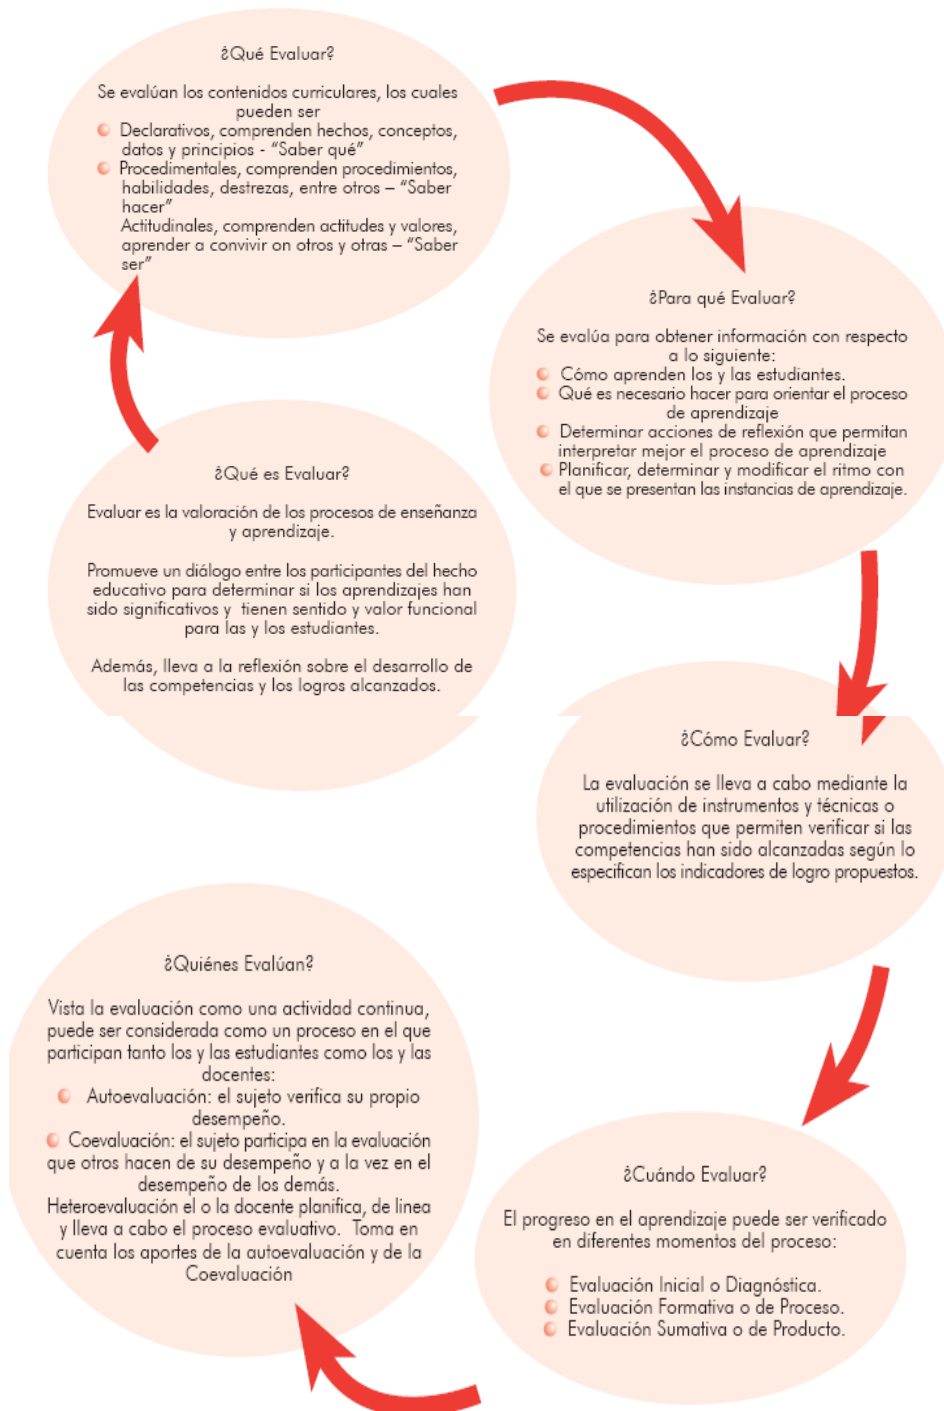 ¿Qué Evaluar?
Se evalúan los contenidos curriculares, los cuales
pueden ser
Declarativos, comprenden hechos, conceptos,
datos y principios - “Saber qué”
Procedimentales, comprenden procedimientos,
habilidades, destrezas, entre otros – “Saber
hacer”
Actitudinales, comprenden actitudes y valores,
aprender a convivir on otros y otras – “Saber
ser”
¿Para qué Evaluar?
Se evalúa para obtener información con respecto
a lo siguiente:
Cómo aprenden los y las estudiantes.
Qué es necesario hacer para orientar el proceso
de aprendizaje
Determinar acciones de reflexión que permitan
interpretar mejor el proceso de aprendizaje
Planificar, determinar y modificar el ritmo con
el que se presentan las instancias de aprendizaje.
¿Qué es Evaluar?
Evaluar es la valoración de los procesos de enseñanza
y aprendizaje.
Promueve un diálogo entre los participantes del hecho
educativo para determinar si los aprendizajes han
sido significativos y tienen sentido y valor funcional
para las y los estudiantes.
Además, lleva a la reflexión sobre el desarrollo de
las competencias y los logros alcanzados.
¿Cómo Evaluar?
La evaluación se lleva a cabo mediante la
utilización de instrumentos y técnicas o
procedimientos que permiten verificar si las
competencias han sido alcanzadas según lo
especifican los indicadores de logro propuestos.
¿Quiénes Evalúan?
Vista la evaluación como una actividad continua,
puede ser considerada como un proceso en el que
participan tanto los y las estudiantes como los y las
docentes:
Autoevaluación: el sujeto verifica su propio
desempeño.
Coevaluación: el sujeto participa en la evaluación
que otros hacen de su desempeño y a la vez en el
desempeño de los demás.
Heteroevaluación el o la docente planifica, de linea
y lleva a cabo el proceso evaluativo. Toma en
cuenta los aportes de la autoevaluación y de la
Coevaluación
¿Cuándo Evaluar?
El progreso en el aprendizaje puede ser verificado
en diferentes momentos del proceso:
Evaluación Inicial o Diagnóstica.
Evaluación Formativa o de Proceso.
Evaluación Sumativa o de Producto.